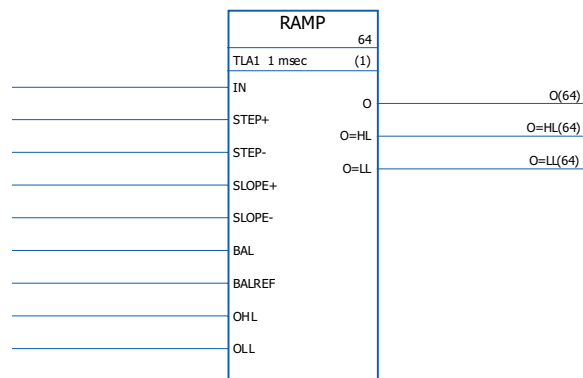 RAMP
64
TLA1 1 msec (1)
IN
O O(64)
STEP+
O=HL O=HL(64)
STEP-
O=LL O=LL(64)
SLOPE+
SLOPE-
BAL
BALREF
OHL
OLL